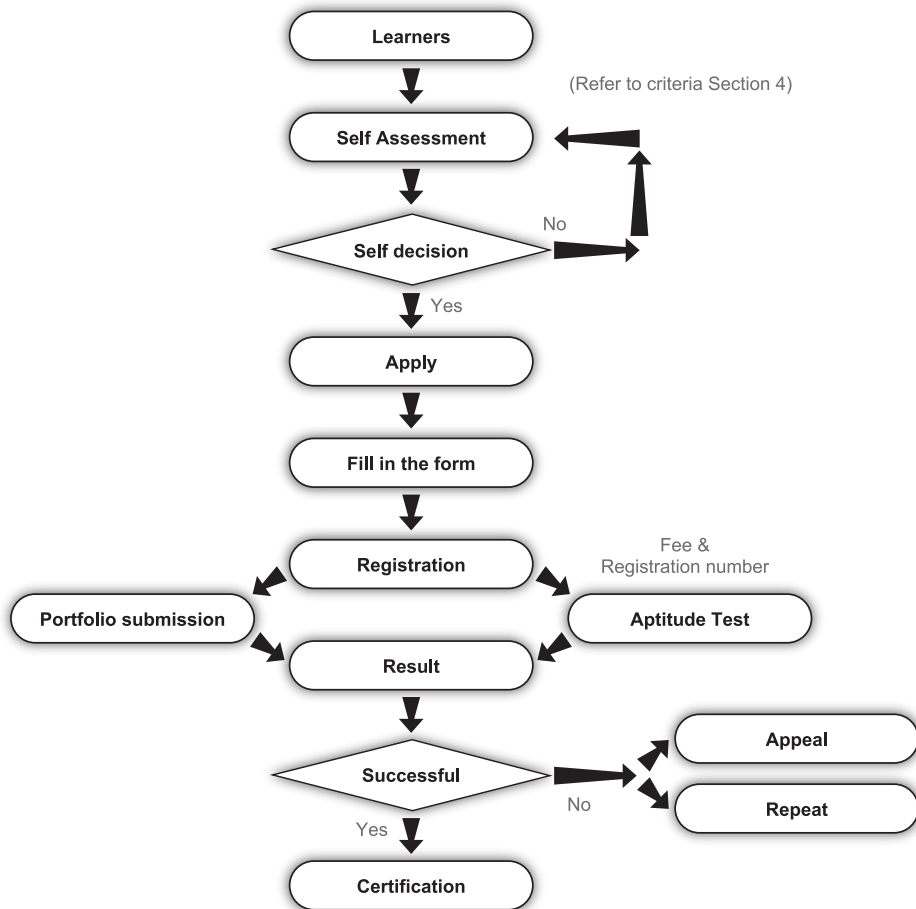 Learners
(Refer to criteria Section 4)
Self Assessment
No
Self decision
Yes
Apply
Fill in the form
Fee &
Registration number
Registration
Portfolio submission
Aptitude Test
Result
Appeal
Successful
No
Repeat
Yes
Certification